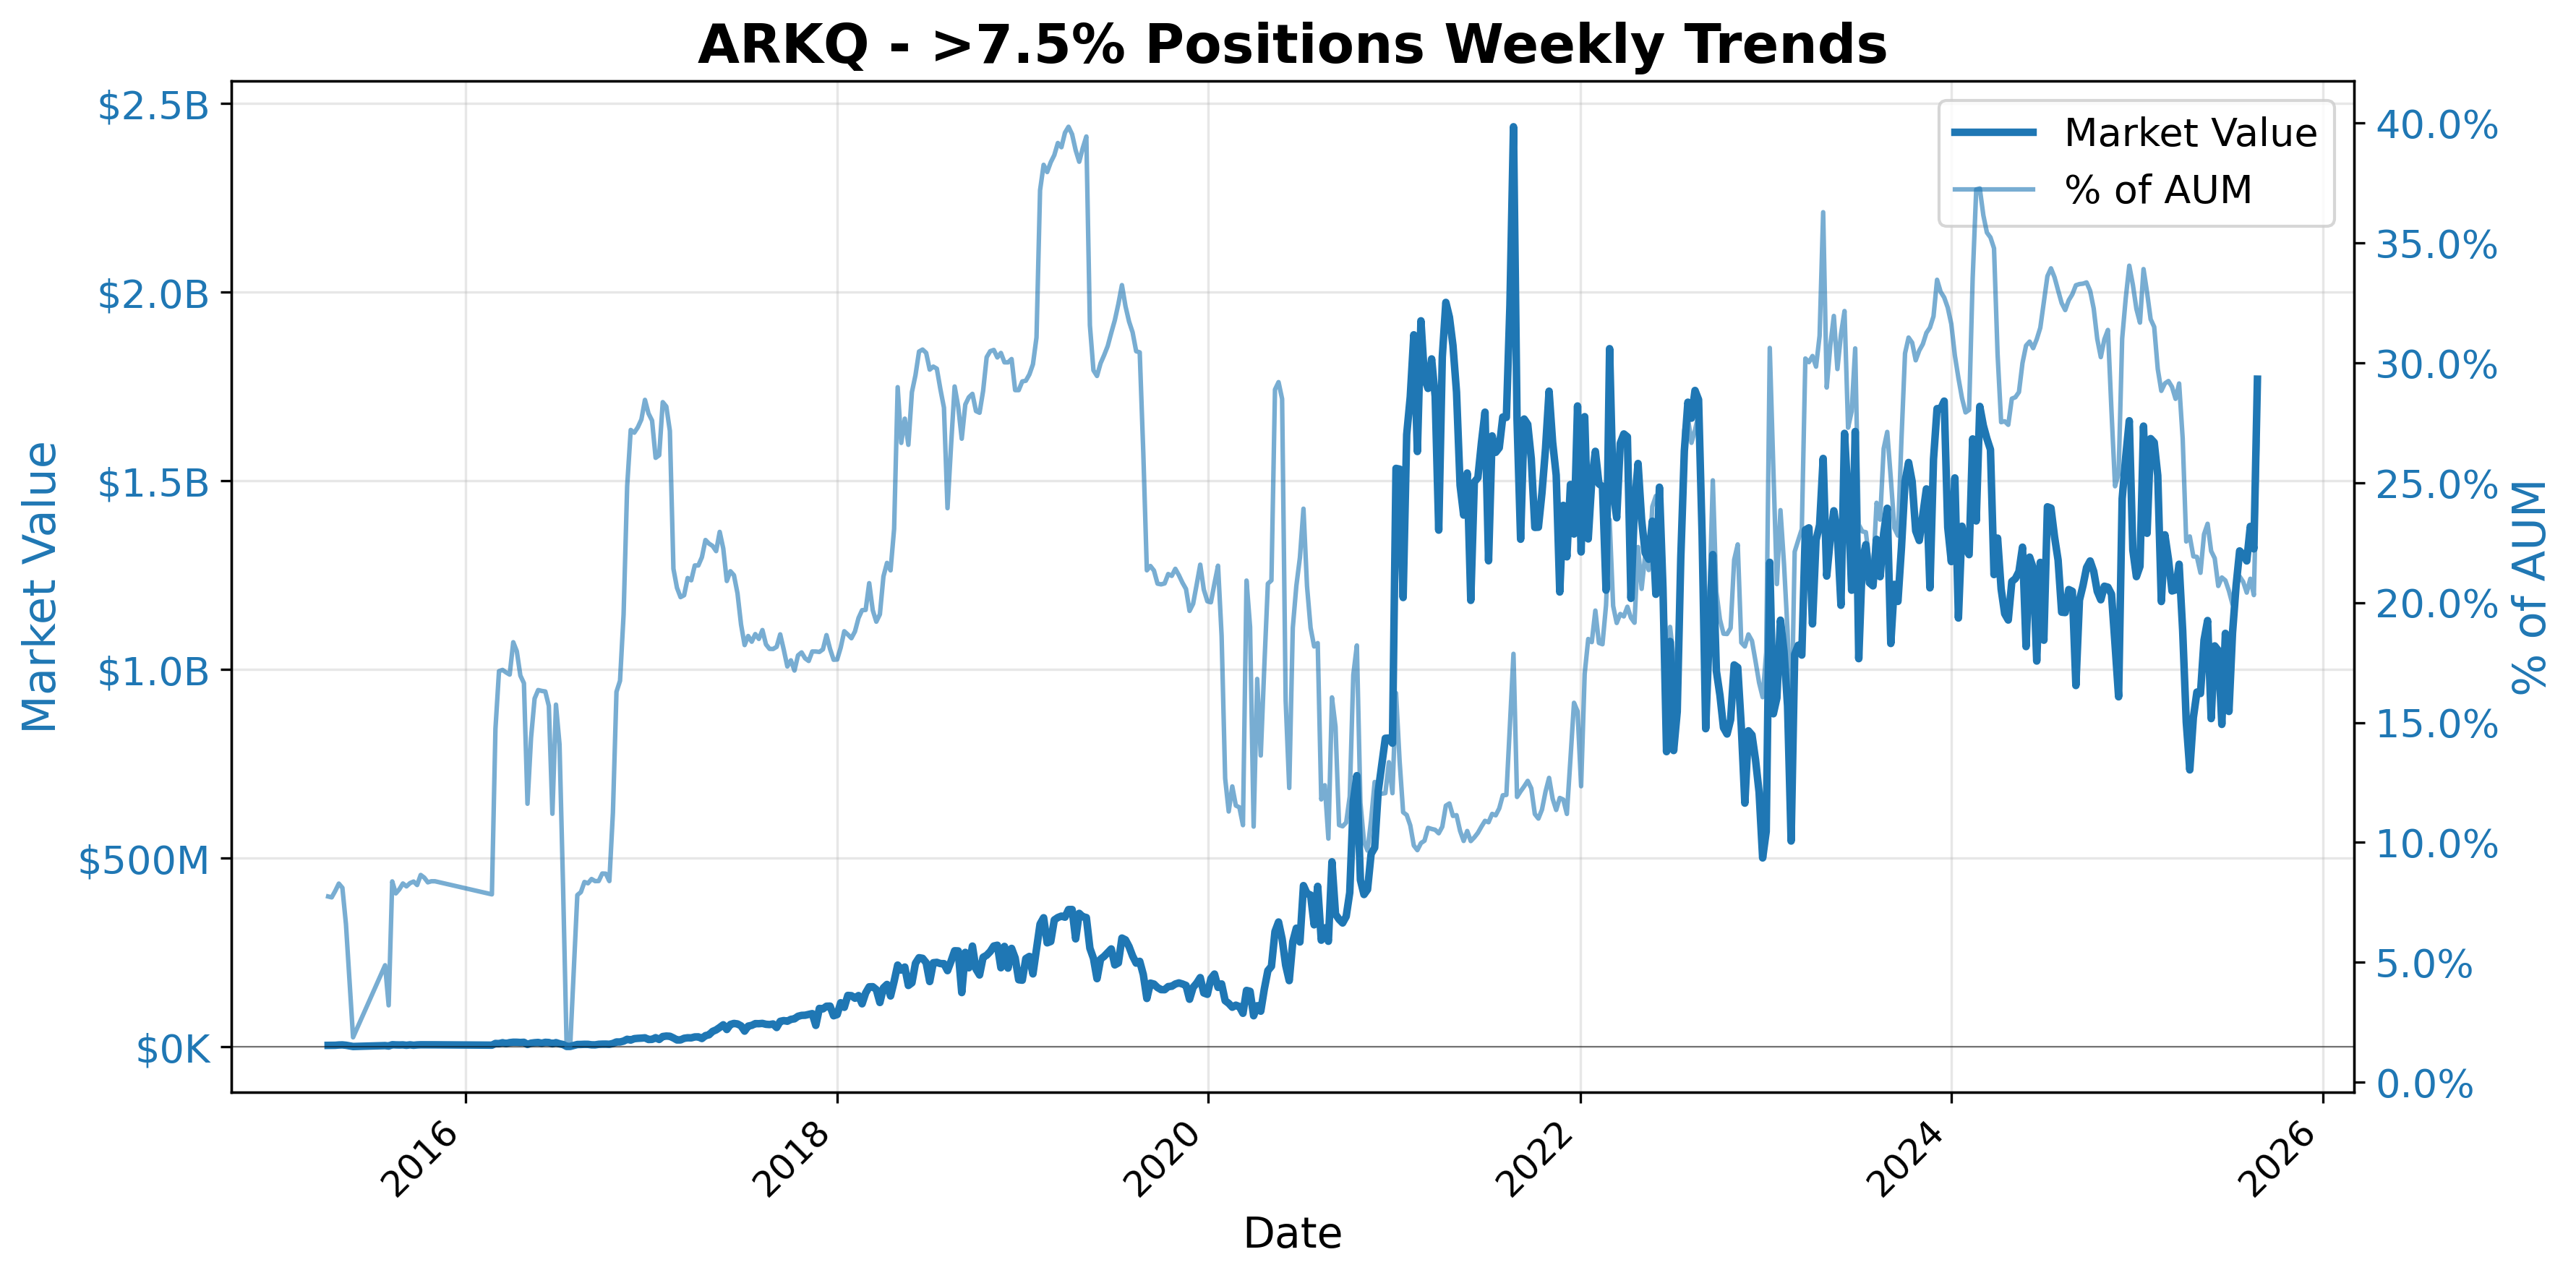 ARKQ - >7.5% Positions Weekly Trends
Market Value
% of AUM
$2.5B
$2.0B
$1.5B
$1.0B
$500M
$0K
Market Value
40.0%
35.0%
30.0%
25.0%
20.0%
15.0%
10.0%
5.0%
0.0%
% of AUM
2016
2018
2020
2022
2024
2026
Date